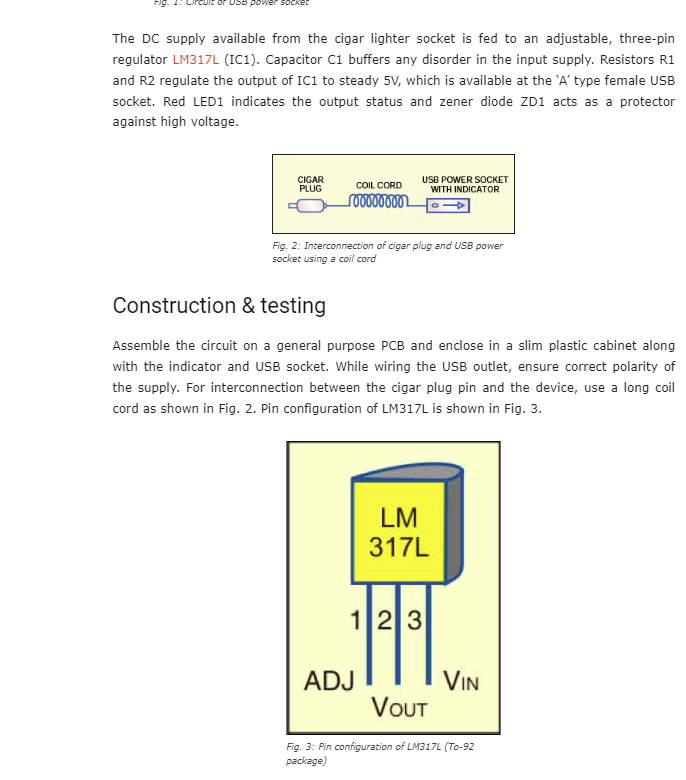 Fig. 1: Circuit of USB power socket
The DC supply available from the cigar lighter socket is fed to an adjustable, three-pin
regulator LM317L (IC1). Capacitor C1 buffers any disorder in the input supply. Resistors R1
and R2 regulate the output of IC1 to steady 5V, which is available at the ‘A’ type female USB
socket. Red LED1 indicates the output status and zener diode ZD1 acts as a protector
against high voltage.
CIGAR
PLUG
COIL CORD
USB POWER SOCKET
WITH INDICATOR
Fig. 2: Interconnection of cigar plug and USB power
socket using a coil cord
Construction & testing
Assemble the circuit on a general purpose PCB and enclose in a slim plastic cabinet along
with the indicator and USB socket. While wiring the USB outlet, ensure correct polarity of
the supply. For interconnection between the cigar plug pin and the device, use a long coil
cord as shown in Fig. 2. Pin configuration of LM317L is shown in Fig. 3.
LM
317L
1 2 3
ADJ
VIN
VOUT
Fig. 3: Pin configuration of LM317L (To-92
package)